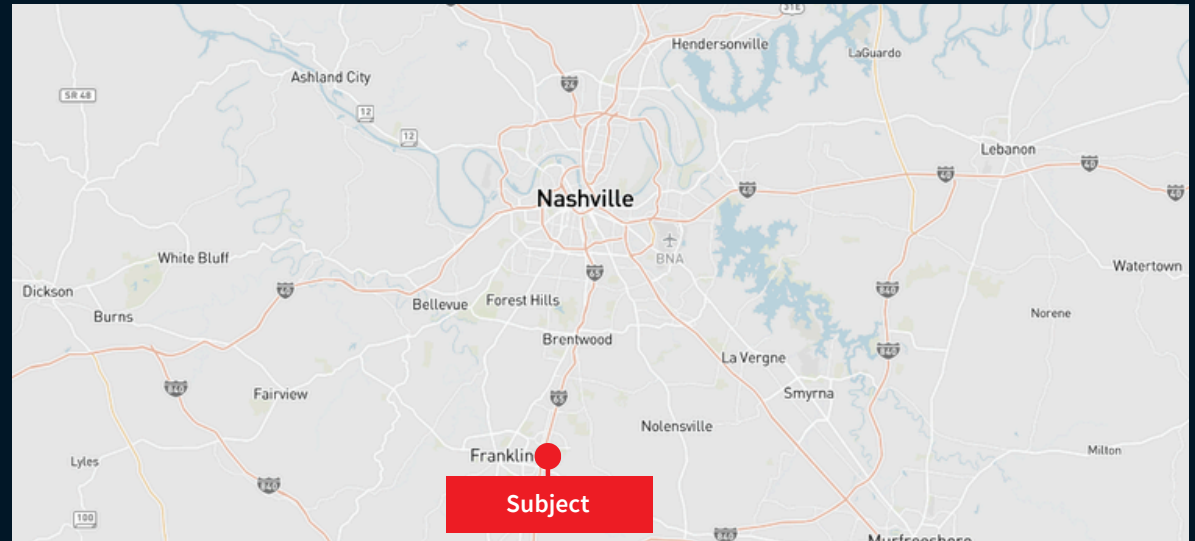 31E
Hendersonville
LaGuardo
Ashland City
24
SR 48
12
12
Lebanon
40
40
40
40
Nashville
BNA
White Bluff
65
Watertown
Dickson
40
840
Bellevue
Forest Hills
Burns
Norene
Brentwood
840
La Vergne
840
Fairview
65
Smyrna
Nolensville
Franklin
Milton
Lyles
840
Subject
100
840
Murfreesboro